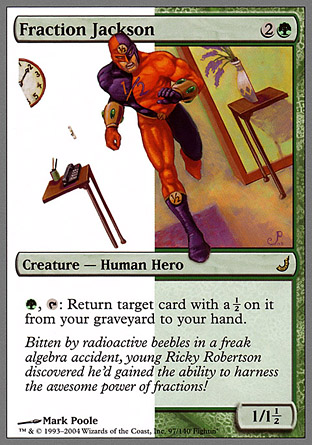 Fraction Jackson 2
Creature — Human Hero
: Return target card with a ½ on it
from your graveyard to your hand.
Bitten by radioactive beebles in a freak
algebra accident, young Ricky Robertson
discovered he'd gained the ability to harness
the awesome power of fractions!
1/1½
Mark Poole
™ & © 1993–2004 Wizards of the Coast, Inc. 97/140 Fightin'